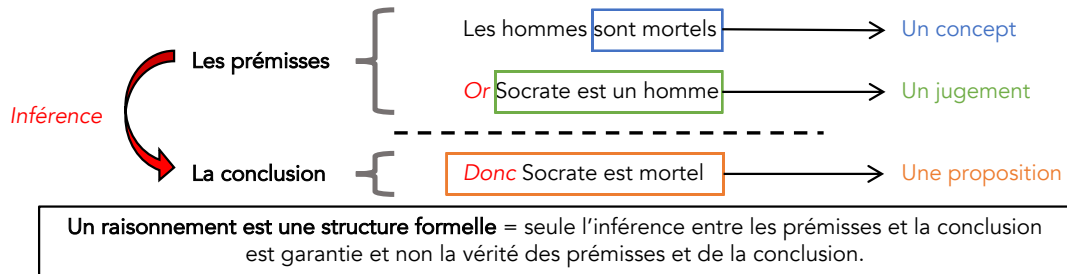 Les hommes sont mortels
Un concept
Les prémisses
Or Socrate est un homme
Un jugement
Inférence
La conclusion
Donc Socrate est mortel
Une proposition
Un raisonnement est une structure formelle = seule l’inférence entre les prémisses et la conclusion
est garantie et non la vérité des prémisses et de la conclusion.